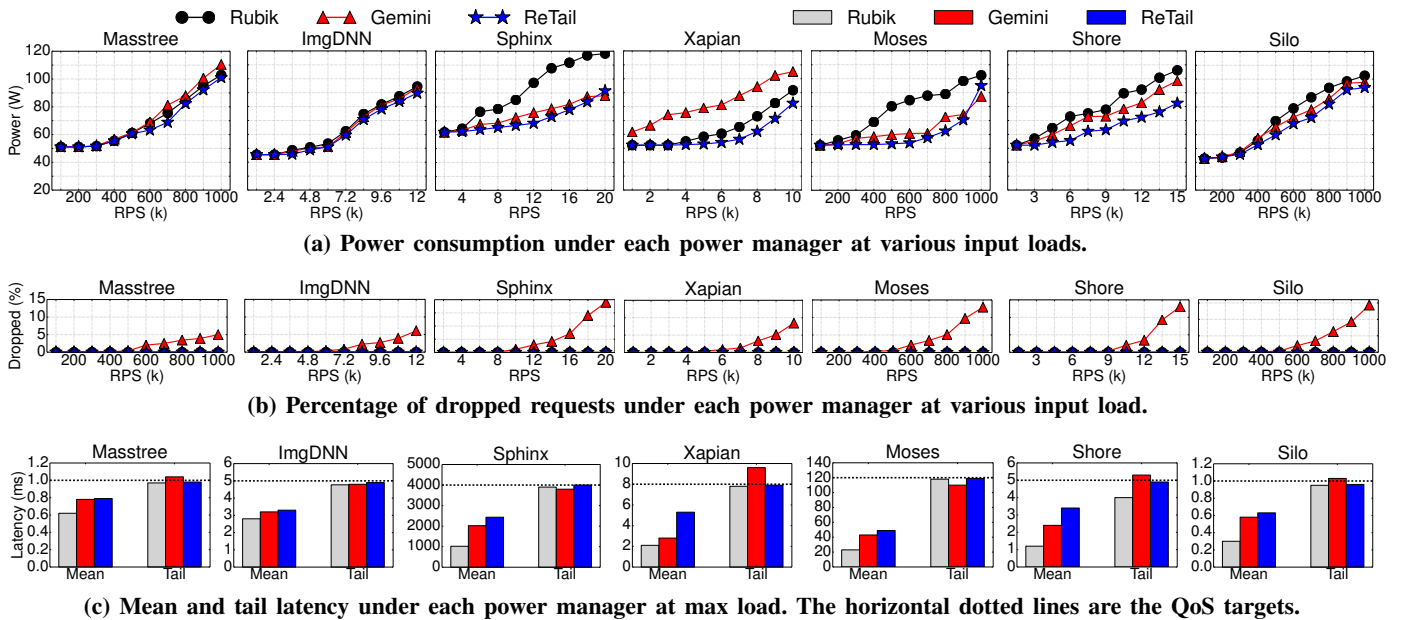 Rubik Gemini ReTail Rubik Gemini ReTail
Masstree ImgDNN Sphinx Xapian Moses Shore Silo
Power (W)
120
100
80
60
40
20
200 400 600 800 1000 2.4 4.8 7.2 9.6 12 4 8 12 16 20 2 4 6 8 10 200 400 600 800 1000 3 6 9 12 15 200 400 600 800 1000
RPS (k) RPS (k) RPS RPS (k) RPS RPS (k) RPS (k)
(a) Power consumption under each power manager at various input loads.
Masstree ImgDNN Sphinx Xapian Moses Shore Silo
Dropped (%)
15
10
5
0
200 400 600 800 1000 2.4 4.8 7.2 9.6 12 4 8 12 16 20 2 4 6 8 10 200 400 600 800 1000 3 6 9 12 15 200 400 600 800 1000
RPS (k) RPS (k) RPS RPS (k) RPS RPS (k) RPS (k)
(b) Percentage of dropped requests under each power manager at various input load.
Masstree ImgDNN Sphinx Xapian Moses Shore Silo
Latency (ms)
1.2 6 5000 10 140 6 1.2
1.0 5 4000 8 120 5 1.0
0.8 4 3000 6 100 4 0.8
0.6 3 2000 4 80 3 0.6
0.4 2 1000 2 60 2 0.4
0.2 1 0 0 40 1 0.2
0.0 0 20 0 0.0
Mean Tail Mean Tail Mean Tail Mean Tail Mean Tail Mean Tail Mean Tail
(c) Mean and tail latency under each power manager at max load. The horizontal dotted lines are the QoS targets.